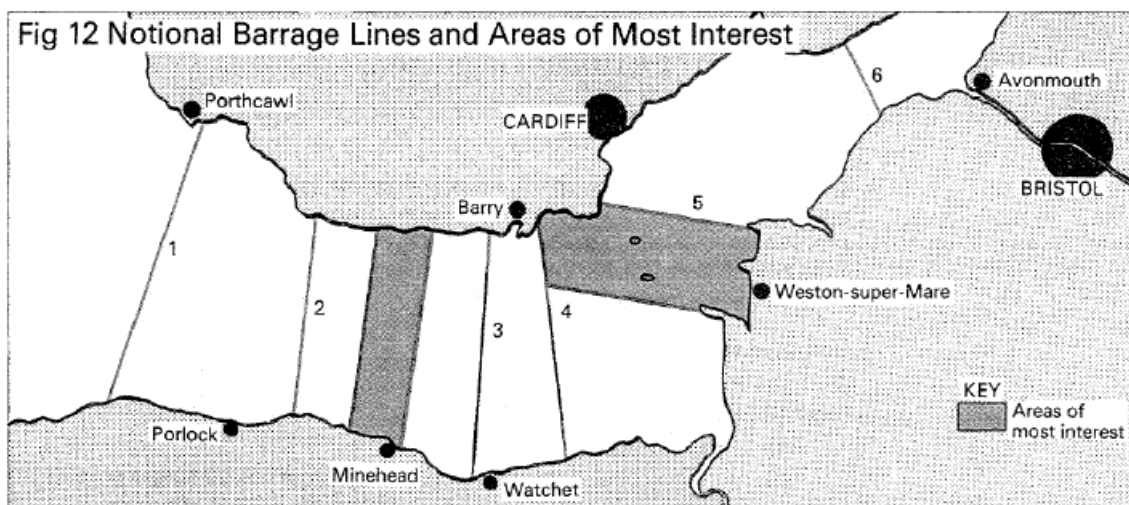 Fig 12 Notional Barrage Lines and Areas of Most Interest
Porthcawl
CARDIFF
6
Avonmouth
BRISTOL
Barry
5
1
2
3
4
Weston-super-Mare
KEY
Areas of
most interest
Porlock
Minehead
Watchet